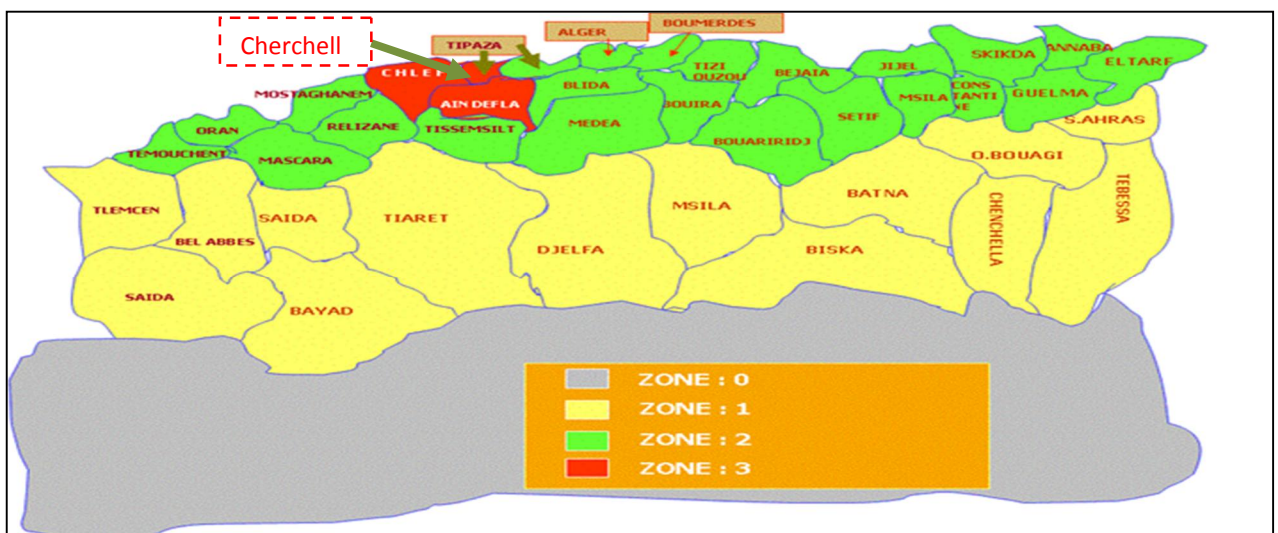 BOUMERDES
ALGER
Cherchell
TIPAZA
CHLEF
AIN DEFLA
MOSTAGHANEM
ORAN
RELIZANE
TISSEMSILT
TEMOUCHENT
MASCARA
BLIDA
MEDEA
TIZI
OUZOU
BOUIRA
BEJAIA
BOUARIRIDJ
SETIF
JIJEL
MSILA
SKIKDA
CONS
TANTI
NE
ANNABA
GUELMA
ELTARF
S.AHRAS
O.BOUAGI
TLEMCEN
BEL ABBES
SAIDA
TIARET
DJELFA
MSILA
BATNA
BISKA
CHENCHELLA
TEBESSA
SAIDA
BAYAD
ZONE : 0
ZONE : 1
ZONE : 2
ZONE : 3